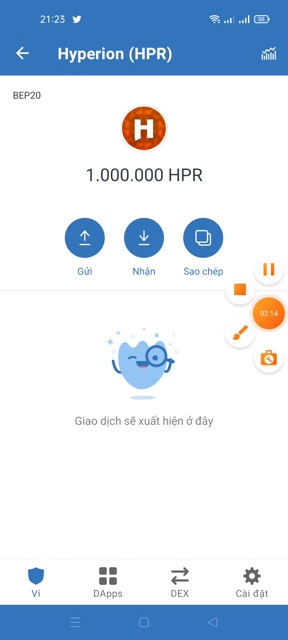 21:23
88
Hyperion (HPR)
BEP20
H
1.000.000 HPR
Gửi
Nhận
Sao chép
02:14
Giao dịch sẽ xuất hiện ở đây
Ví
DApps
DEX
Cài đặt